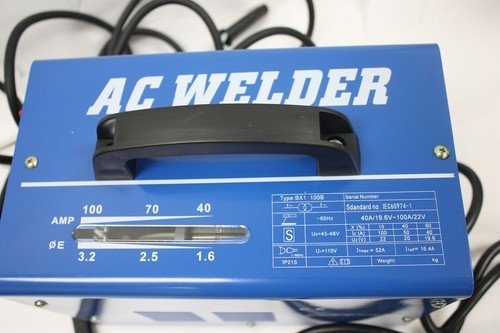 AC WELDER
AMP 100 70 40
ØE 3.2 2.5 1.6
Type BX1 100B Serial Number
Sdandard no. IEC60974-1
~60Hz 40A/19.6V~100A/22V
X (%) 10 40 60
S U₀=45-48V I₂ A 100 50 40
U₂ (V) 22 20 19.6
U₁=110V I₁max = 52A I₁eff = 16.4A
IP21S Weight: kg